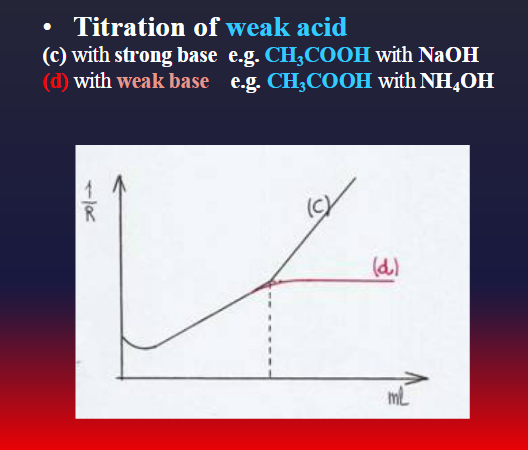 • Titration of weak acid
(c) with strong base e.g. CH₃COOH with NaOH
(d) with weak base e.g. CH₃COOH with NH₄OH
1/R
(C)
(d)
ml